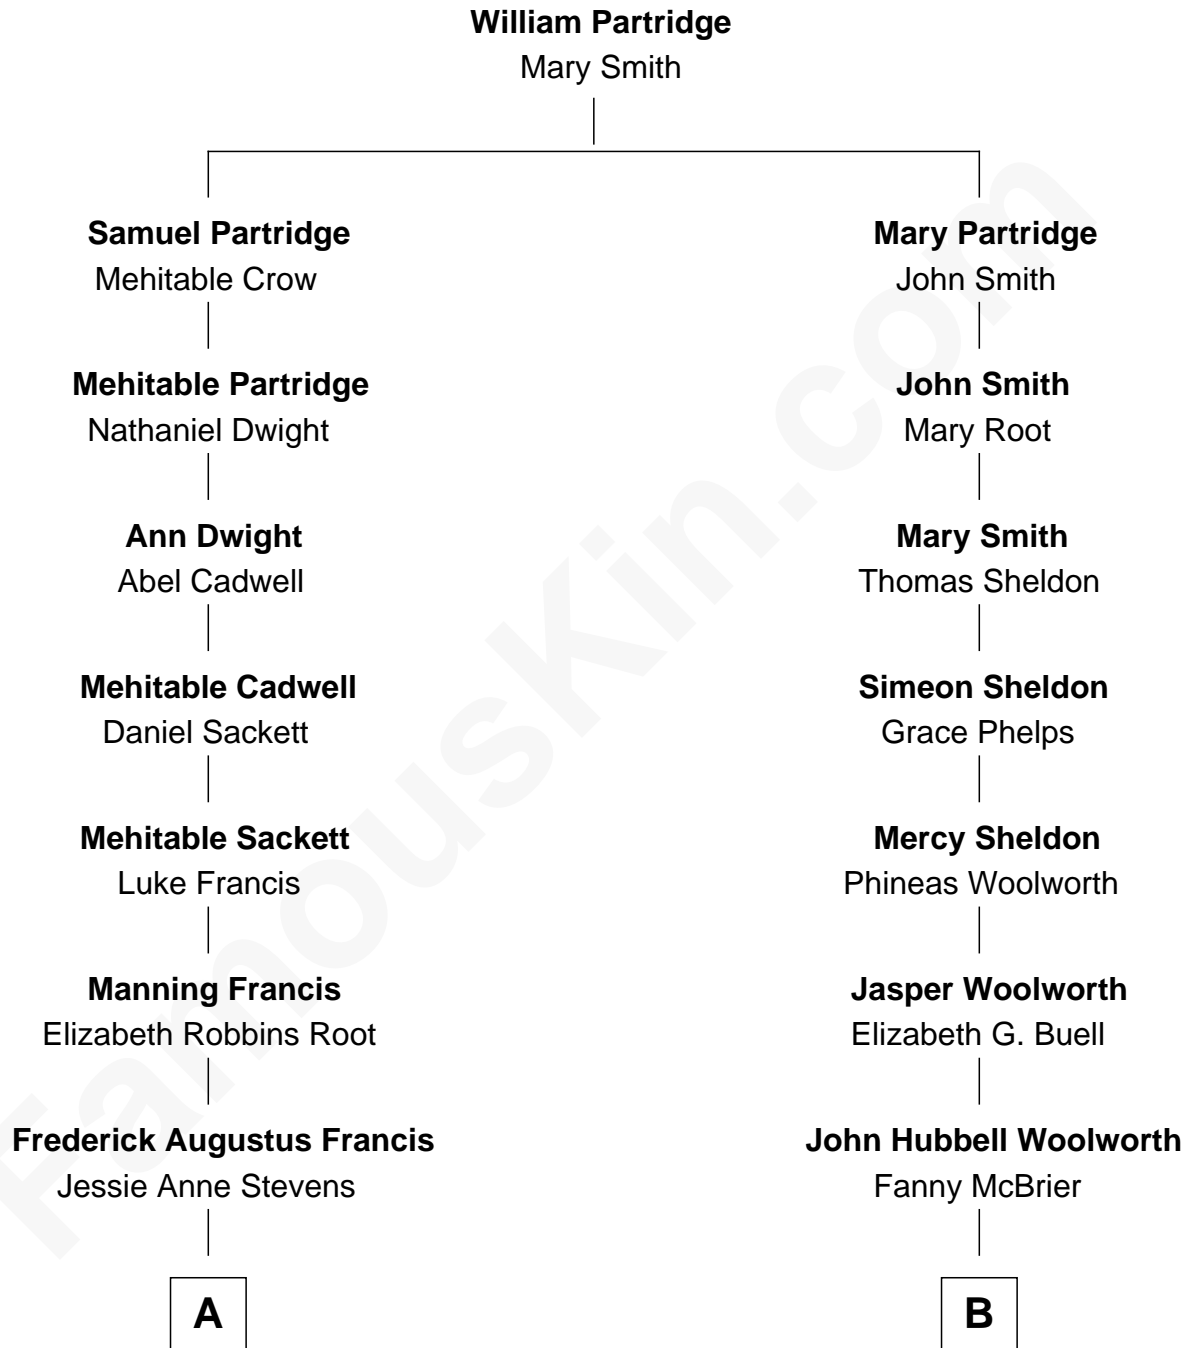 William Partridge
Mary Smith
Samuel Partridge
Mehitable Crow
Mary Partridge
John Smith
Mehitable Partridge
Nathaniel Dwight
John Smith
Mary Root
Ann Dwight
Abel Cadwell
Mary Smith
Thomas Sheldon
Mehitable Cadwell
Daniel Sackett
Simeon Sheldon
Grace Phelps
Mehitable Sackett
Luke Francis
Mercy Sheldon
Phineas Woolworth
Manning Francis
Elizabeth Robbins Root
Jasper Woolworth
Elizabeth G. Buell
Frederick Augustus Francis
Jessie Anne Stevens
John Hubbell Woolworth
Fanny McBrier
A
B
FamousKin.com